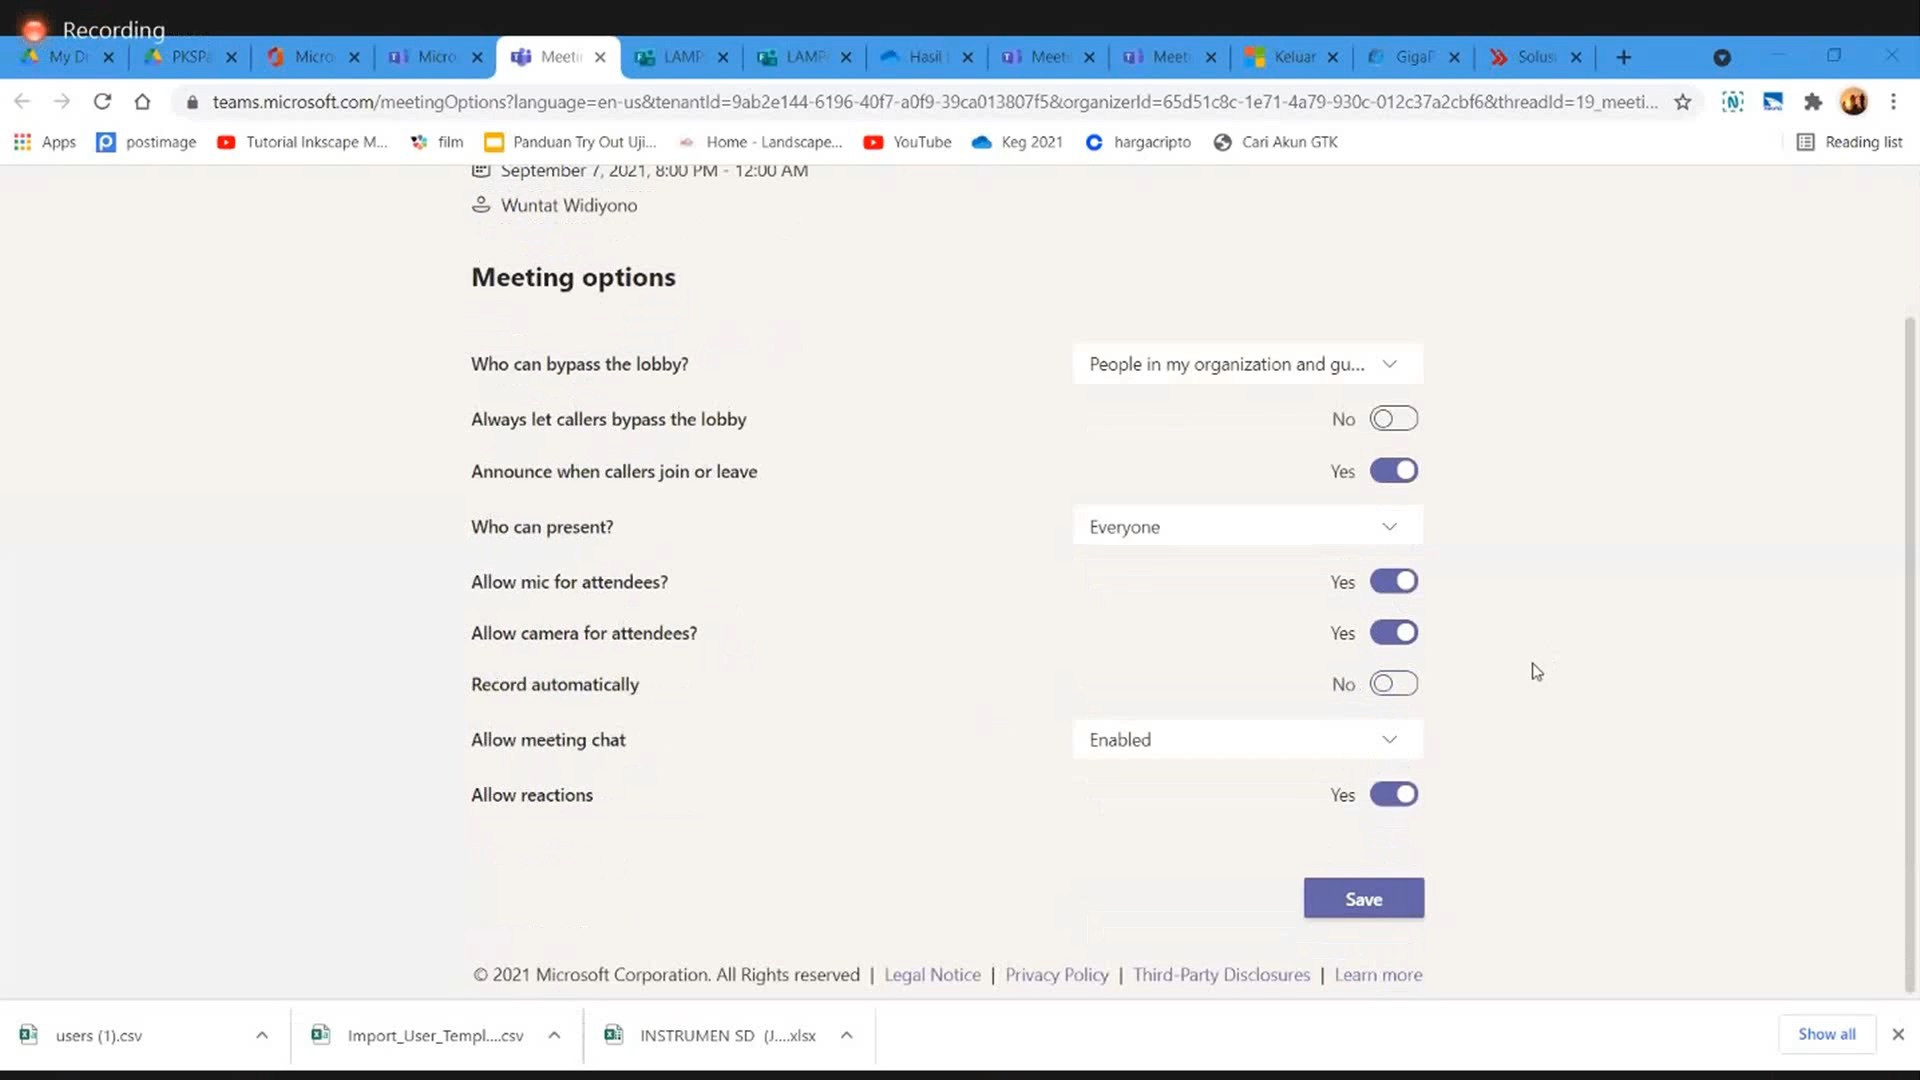 Recording
My Dr
PKSPa
Micro
Micro
Meetin
LAMP
LAMPI
Hasil
Meet
Meet
Keluar
GigaF
Solus
teams.microsoft.com/meetingOptions?language=en-us&tenantId=9ab2e144-6196-40f7-a0f9-39ca013807f5&organizerId=65d51c8c-1e71-4a79-930c-012c37a2cbf6&threadId=19_meeti...
Apps
postimage
Tutorial Inkscape M...
film
Panduan Try Out Uji...
Home - Landscape...
YouTube
Keg 2021
hargacripto
Cari Akun GTK
Reading list
September 7, 2021, 8:00 PM - 12:00 AM
Wuntat Widiyono
Meeting options
Who can bypass the lobby?
People in my organization and gu...
Always let callers bypass the lobby
No
Announce when callers join or leave
Yes
Who can present?
Everyone
Allow mic for attendees?
Yes
Allow camera for attendees?
Yes
Record automatically
No
Allow meeting chat
Enabled
Allow reactions
Yes
Save
© 2021 Microsoft Corporation. All Rights reserved | Legal Notice | Privacy Policy | Third-Party Disclosures | Learn more
users (1).csv
Import_User_Templ....csv
INSTRUMEN SD (J....xlsx
Show all